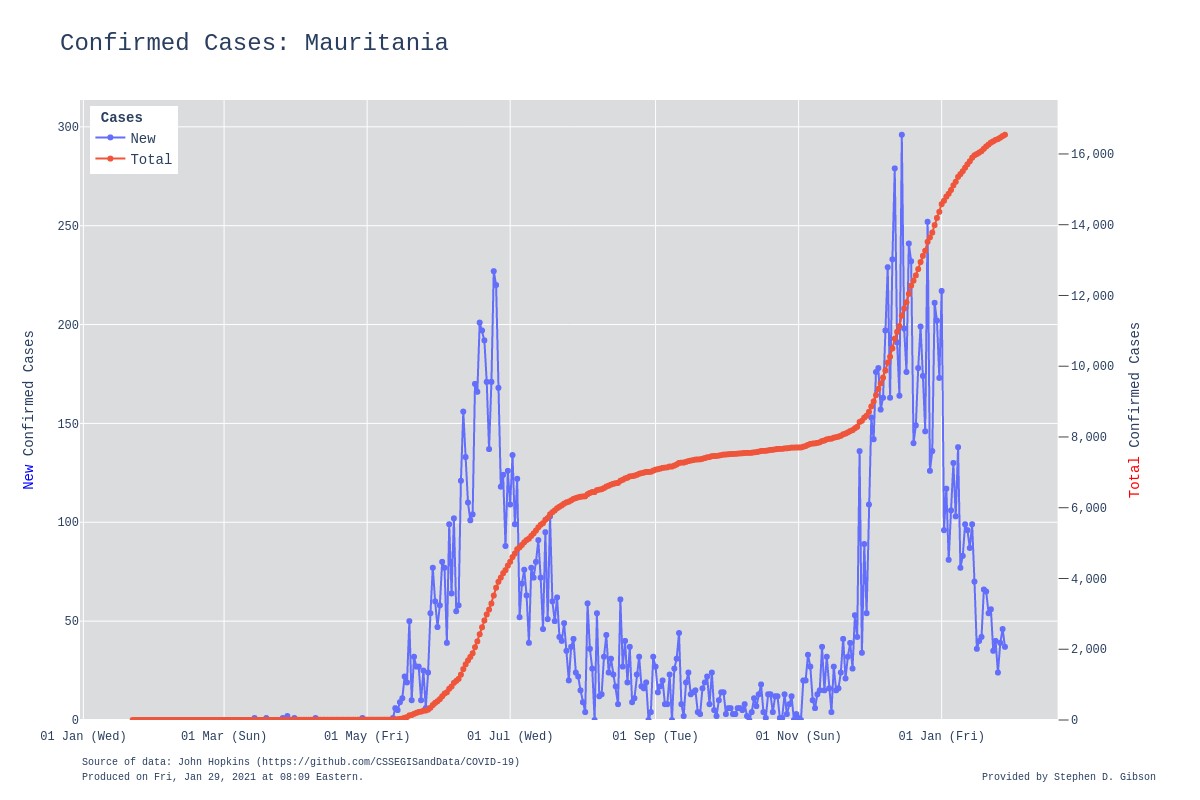 Confirmed Cases: Mauritania
Cases
New
Total
300
250
200
150
100
50
0
16,000
14,000
12,000
10,000
8,000
6,000
4,000
2,000
0
New Confirmed Cases
Total Confirmed Cases
01 Jan (Wed) 01 Mar (Sun) 01 May (Fri) 01 Jul (Wed) 01 Sep (Tue) 01 Nov (Sun) 01 Jan (Fri)
Source of data: John Hopkins (https://github.com/CSSEGISandData/COVID-19)
Produced on Fri, Jan 29, 2021 at 08:09 Eastern.
Provided by Stephen D. Gibson